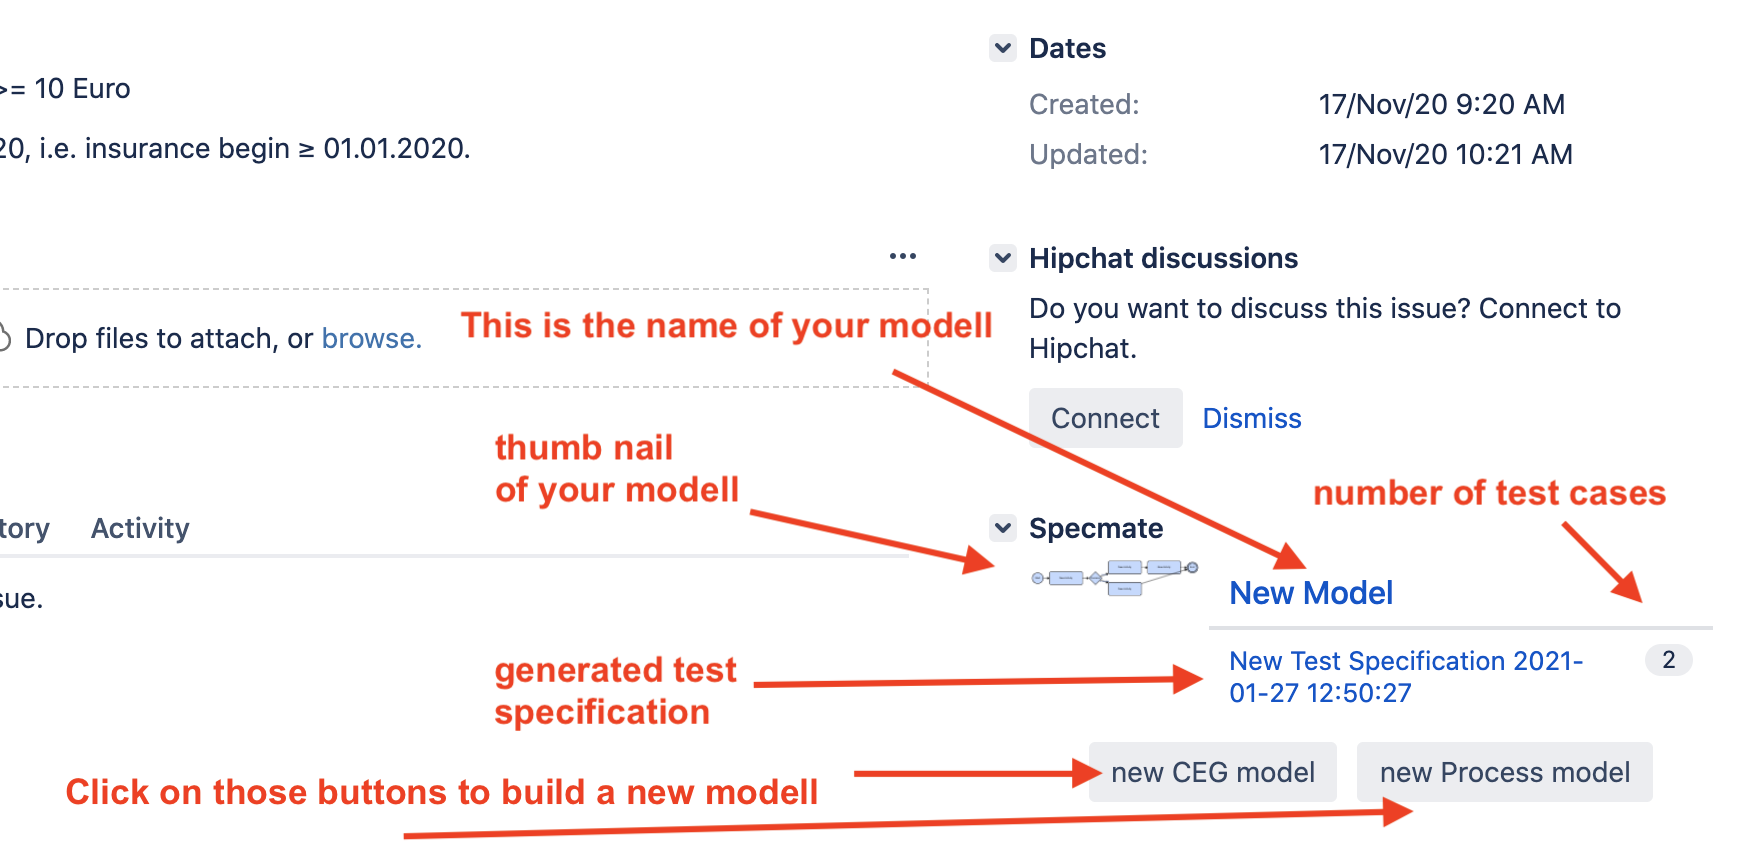 >= 10 Euro
20, i.e. insurance begin ≥ 01.01.2020.
Drop files to attach, or browse.
This is the name of your modell
thumb nail
of your modell
tory Activity
sue.
generated test
specification
Click on those buttons to build a new modell
Dates
Created: 17/Nov/20 9:20 AM
Updated: 17/Nov/20 10:21 AM
Hipchat discussions
Do you want to discuss this issue? Connect to
Hipchat.
Connect Dismiss
number of test cases
Specmate
New Model
New Test Specification 2021-
01-27 12:50:27
2
new CEG model new Process model